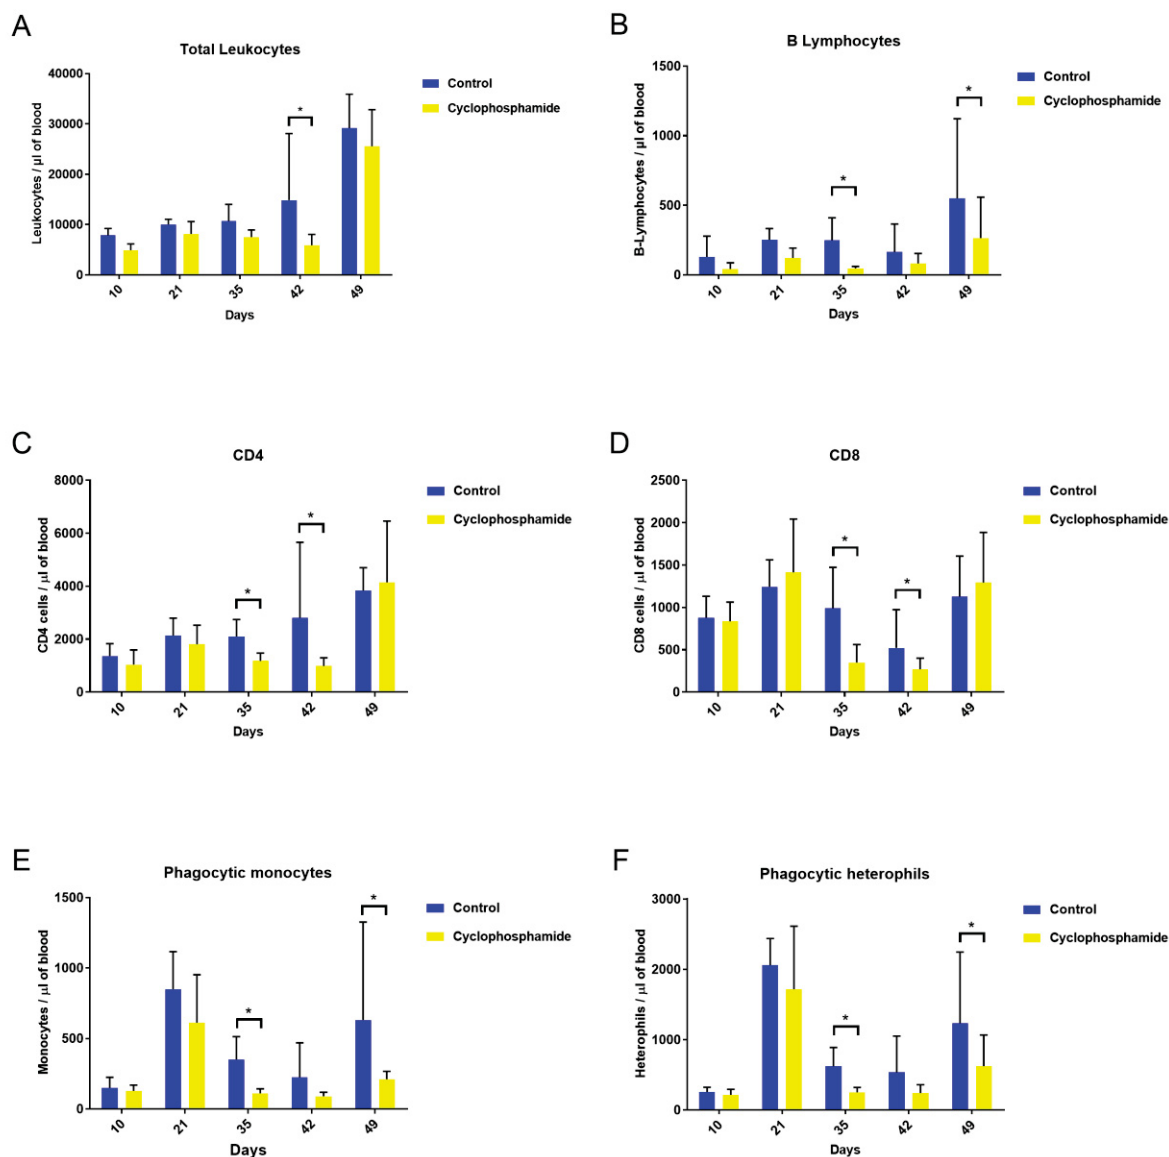 A
Total Leukocytes
Leukocytes / µl of blood
40000
30000
20000
10000
0
*
10
21
35
42
49
Days
Control
Cyclophosphamide
B
B Lymphocytes
B-Lymphocytes / µl of blood
1500
1000
500
0
*
*
10
21
35
42
49
Days
Control
Cyclophosphamide
C
CD4
CD4 cells / µl of blood
8000
6000
4000
2000
0
*
*
10
21
35
42
49
Days
Control
Cyclophosphamide
D
CD8
CD8 cells / µl of blood
2500
2000
1500
1000
500
0
*
*
10
21
35
42
49
Days
Control
Cyclophosphamide
E
Phagocytic monocytes
Monocytes / µl of blood
1500
1000
500
0
*
*
10
21
35
42
49
Days
Control
Cyclophosphamide
F
Phagocytic heterophils
Heterophils / µl of blood
3000
2000
1000
0
*
*
10
21
35
42
49
Days
Control
Cyclophosphamide